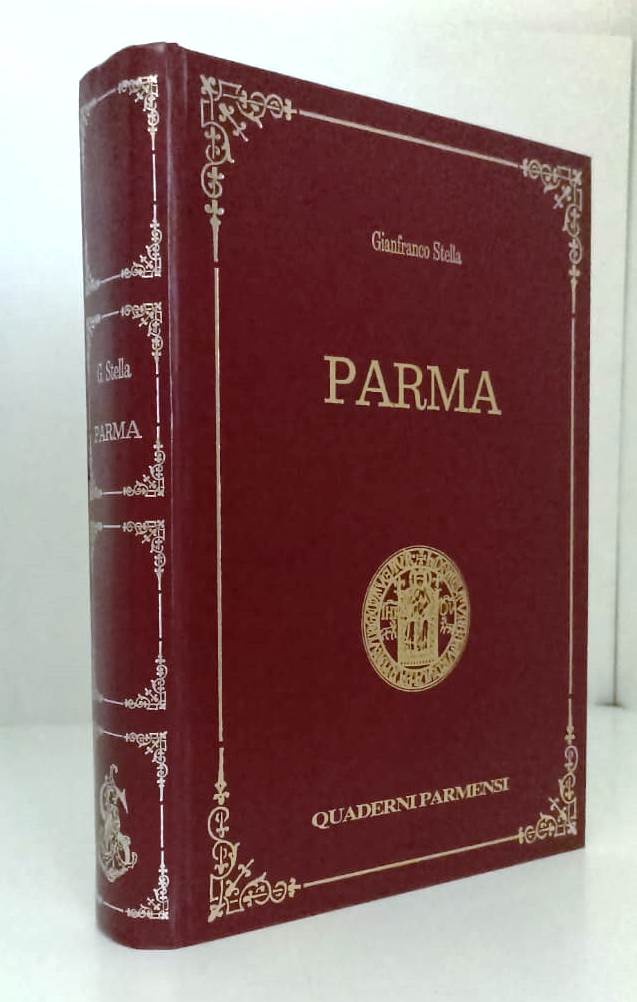 G. Stella
PARMA
Gianfranco Stella
PARMA
QUADERNI PARMENSI